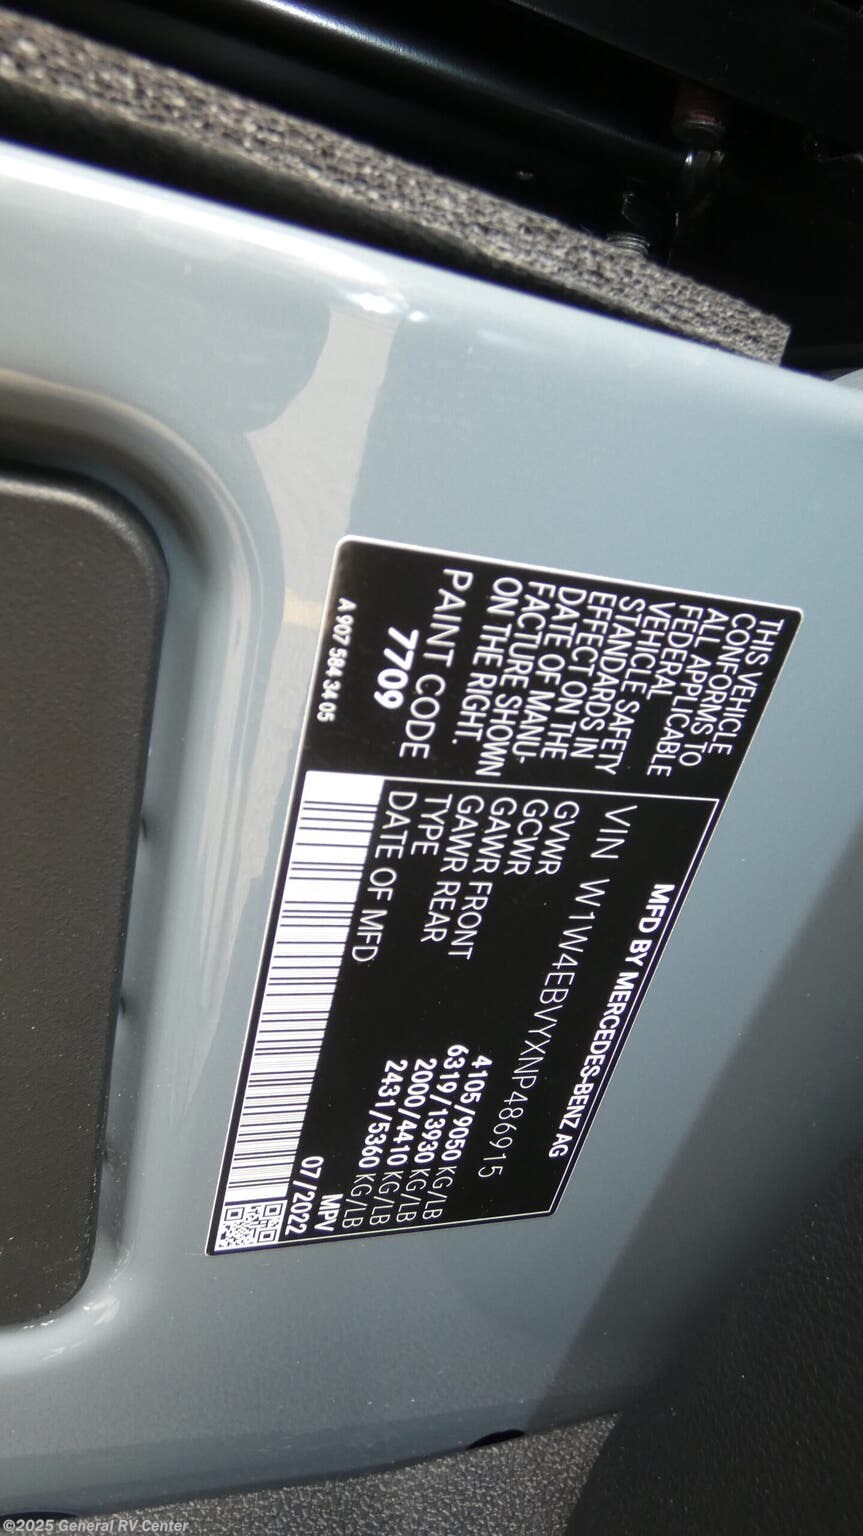 THIS VEHICLE
CONFORMS TO
ALL APPLICABLE
FEDERAL
VEHICLE SAFETY
STANDARDS IN
EFFECT ON THE
DATE OF MANU-
FACTURE SHOWN
ON THE RIGHT.
PAINT CODE
7709
A 907 584 34 05
MFD BY MERCEDES-BENZ AG
VIN W1W4EBVYXNP486915
GVWR 4105/9050 KG/LB
GCWR 6319/13930 KG/LB
GAWR FRONT 2000/4410 KG/LB
GAWR REAR 2431/5360 KG/LB
TYPE MPV
DATE OF MFD 07/2022
©2025 General RV Center